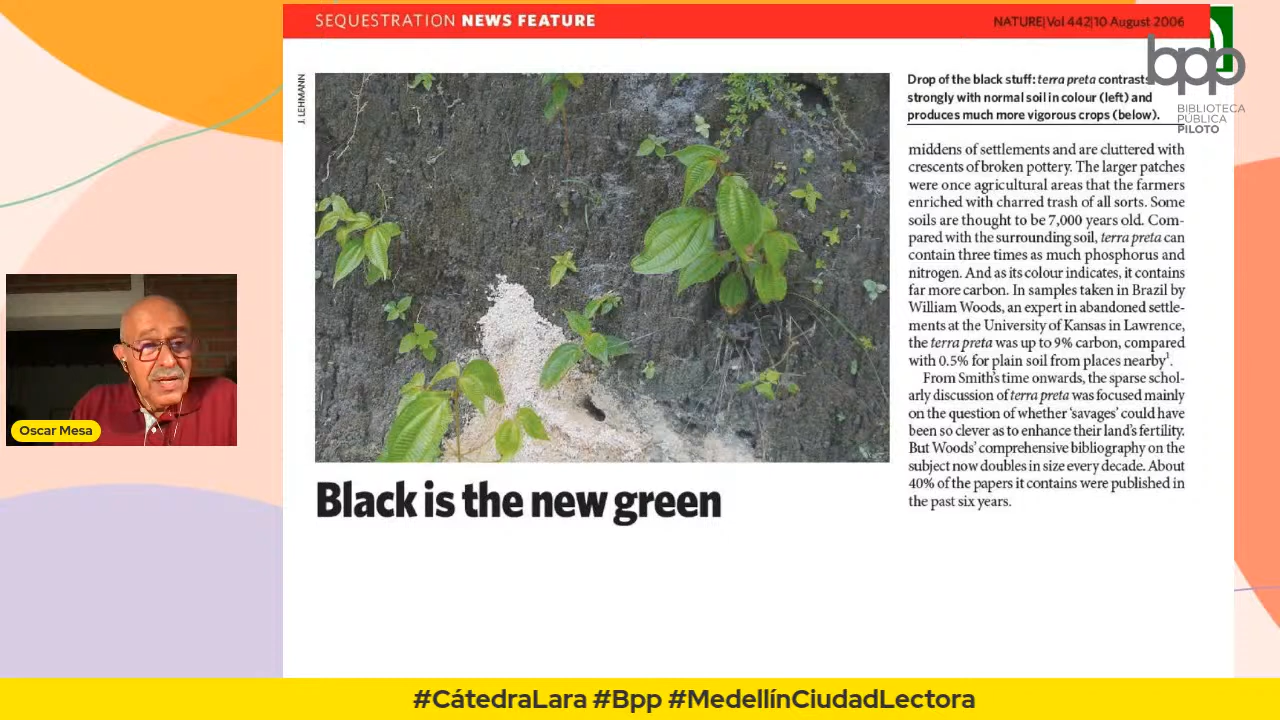 SEQUESTRATION NEWS FEATURE
NATURE|Vol 442|10 August 2006
bpp
BIBLIOTECA
PÚBLICA
PILOTO
J. LEHMANN
Drop of the black stuff: terra preta contrasts
strongly with normal soil in colour (left) and
produces much more vigorous crops (below).
middens of settlements and are cluttered with
crescents of broken pottery. The larger patches
were once agricultural areas that the farmers
enriched with charred trash of all sorts. Some
soils are thought to be 7,000 years old. Com-
pared with the surrounding soil, terra preta can
contain three times as much phosphorus and
nitrogen. And as its colour indicates, it contains
far more carbon. In samples taken in Brazil by
William Woods, an expert in abandoned settle-
ments at the University of Kansas in Lawrence,
the terra preta was up to 9% carbon, compared
with 0.5% for plain soil from places nearby1.
From Smith's time onwards, the sparse schol-
arly discussion of terra preta was focused mainly
on the question of whether 'savages' could have
been so clever as to enhance their land's fertility.
But Woods' comprehensive bibliography on the
subject now doubles in size every decade. About
40% of the papers it contains were published in
the past six years.
Black is the new green
Oscar Mesa
#CátedraLara #Bpp #MedellínCiudadLectora